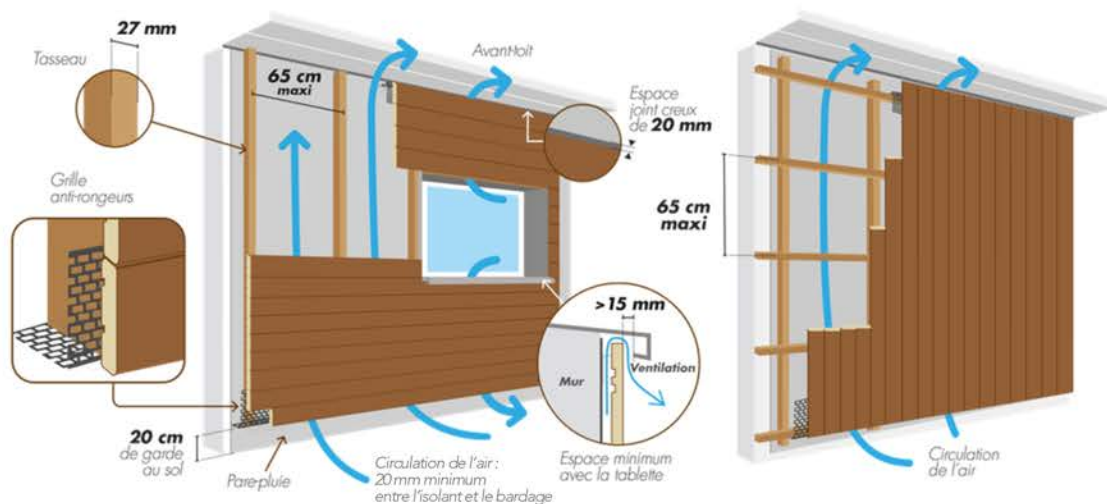 27 mm
Tasseau
65 cm
maxi
Avant-toit
Espace
joint creux
de 20 mm
Grille
anti-rongeurs
>15 mm
Mur
Ventilation
20 cm
de garde
au sol
Pare-pluie
Circulation de l'air :
20 mm minimum
entre l'isolant et le bardage
Espace minimum
avec la tablette
65 cm
maxi
Circulation
de l'air